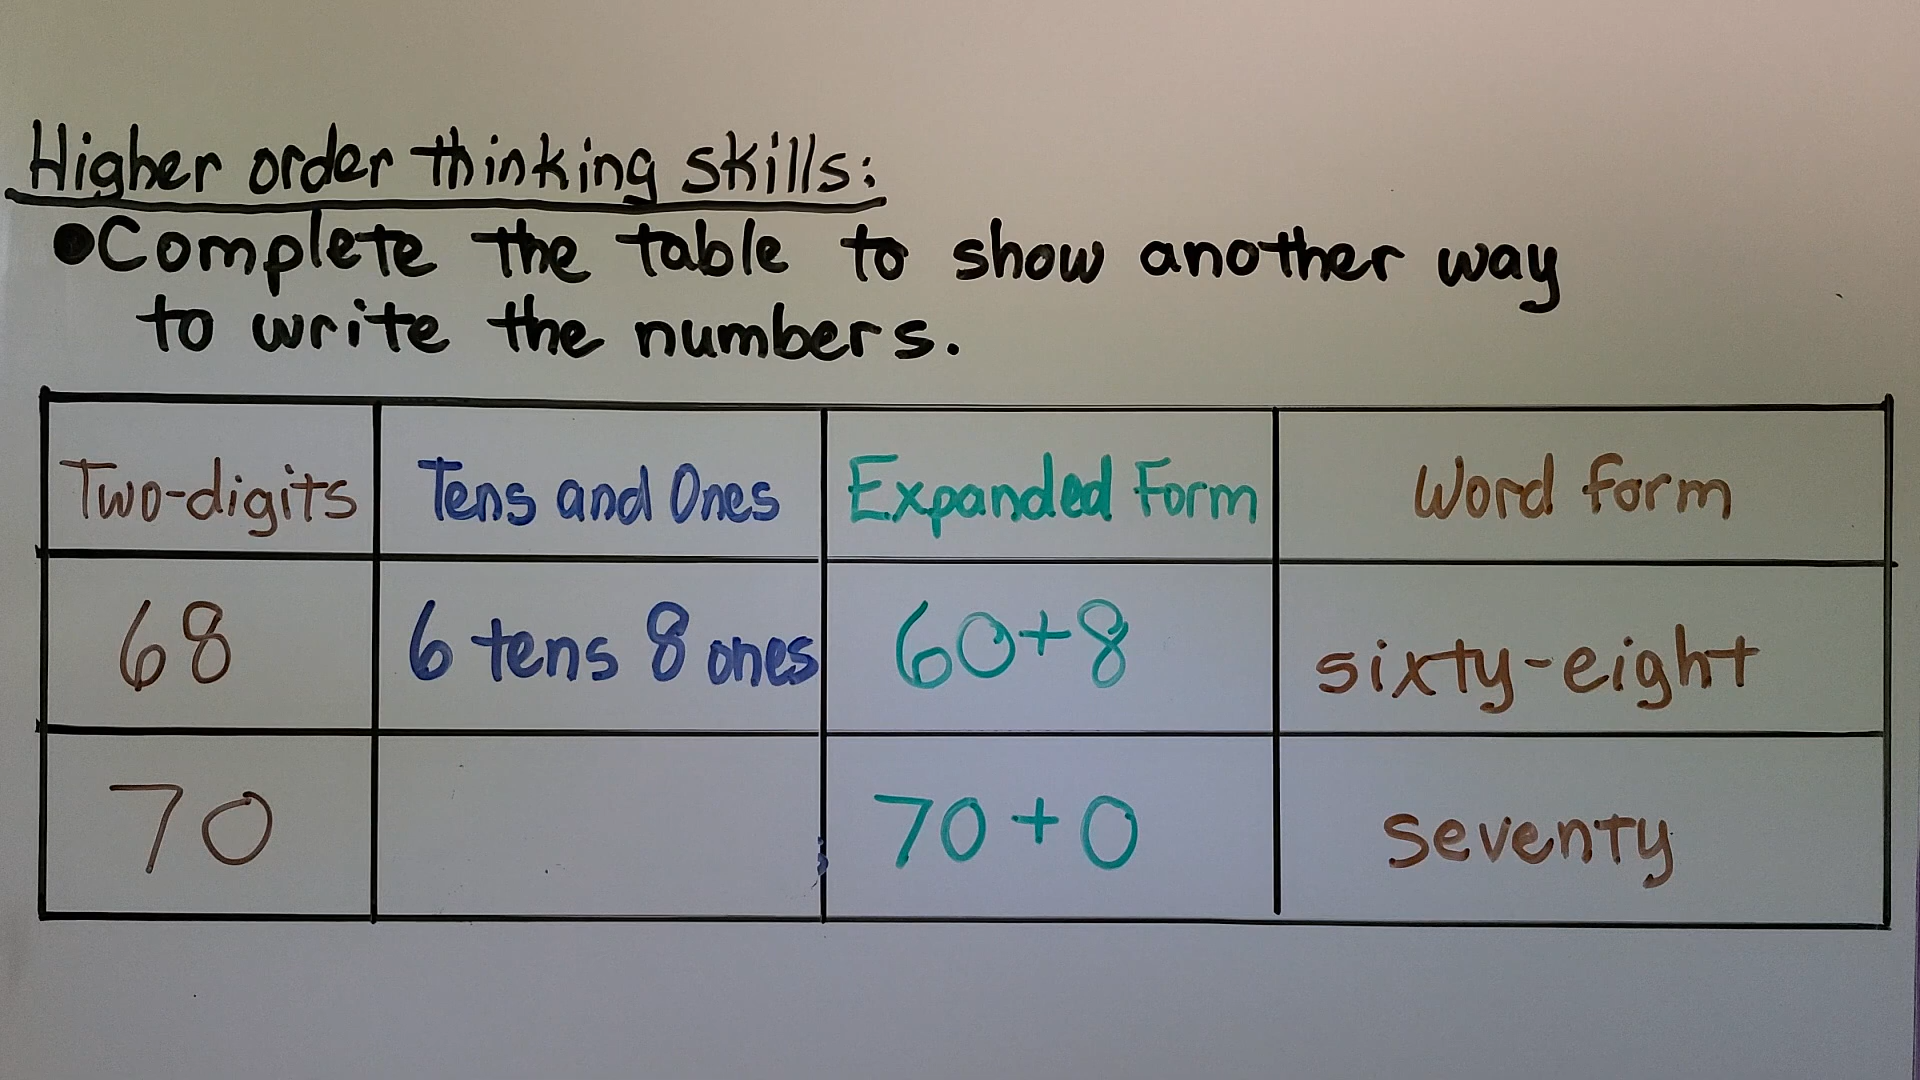 Higher order thinking skills:
●Complete the table to show another way
to write the numbers.
Two-digits Tens and Ones Expanded Form Word form
68 6 tens 8 ones 60+8 sixty-eight
70 70+0 seventy